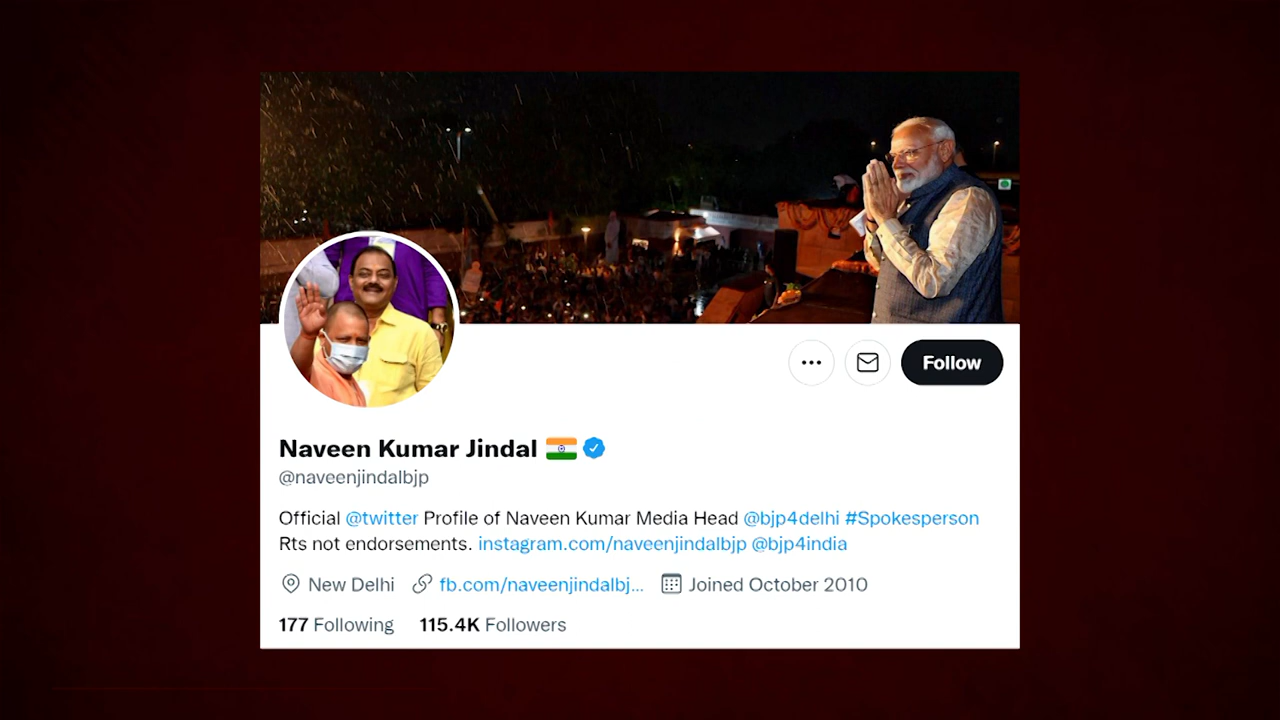 Follow
Naveen Kumar Jindal
@naveenjindalbjp
Official @twitter Profile of Naveen Kumar Media Head @bjp4delhi #Spokesperson
Rts not endorsements. instagram.com/naveenjindalbjp @bjp4india
New Delhi fb.com/naveenjindalbj... Joined October 2010
177 Following 115.4K Followers